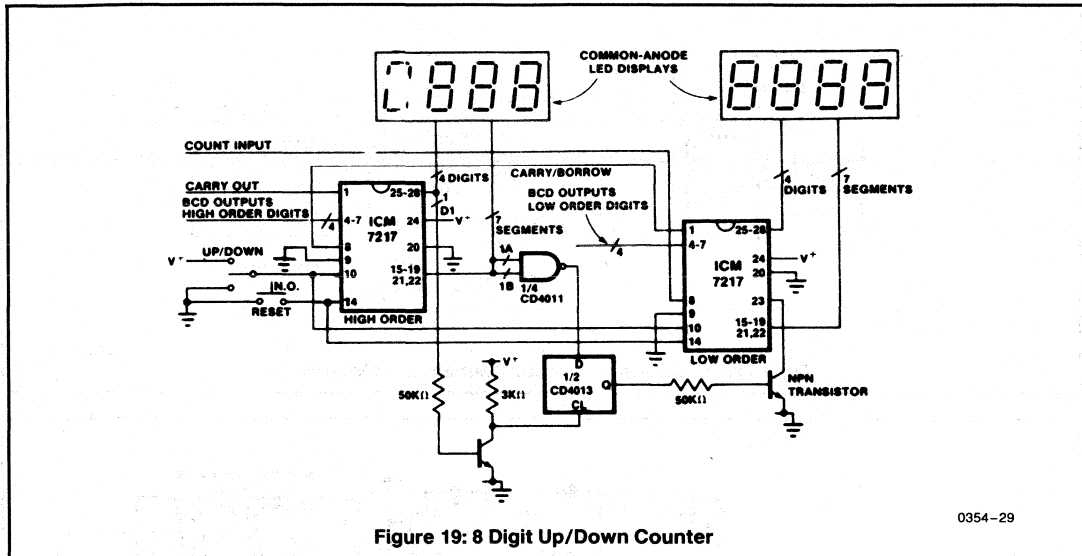 COMMON-ANODE
LED DISPLAYS
COUNT INPUT
CARRY OUT
BCD OUTPUTS
HIGH ORDER DIGITS
4
UP/DOWN
V+
N.O.
RESET
1
4-7
8
9
10
14
ICM
7217
25-28
24
20
15-19
21,22
HIGH ORDER
4 DIGITS
1
D1
V+
7
SEGMENTS
1A
1B
1/4
CD4011
CARRY/BORROW
BCD OUTPUTS
LOW ORDER DIGITS
4
4
DIGITS
7
SEGMENTS
1
4-7
8
9
10
14
ICM
7217
25-28
24
20
23
15-19
21,22
V+
LOW ORDER
50KΩ
V+
3KΩ
D
1/2
CD4013
Q
CL
50KΩ
NPN
TRANSISTOR
0354-29
Figure 19: 8 Digit Up/Down Counter